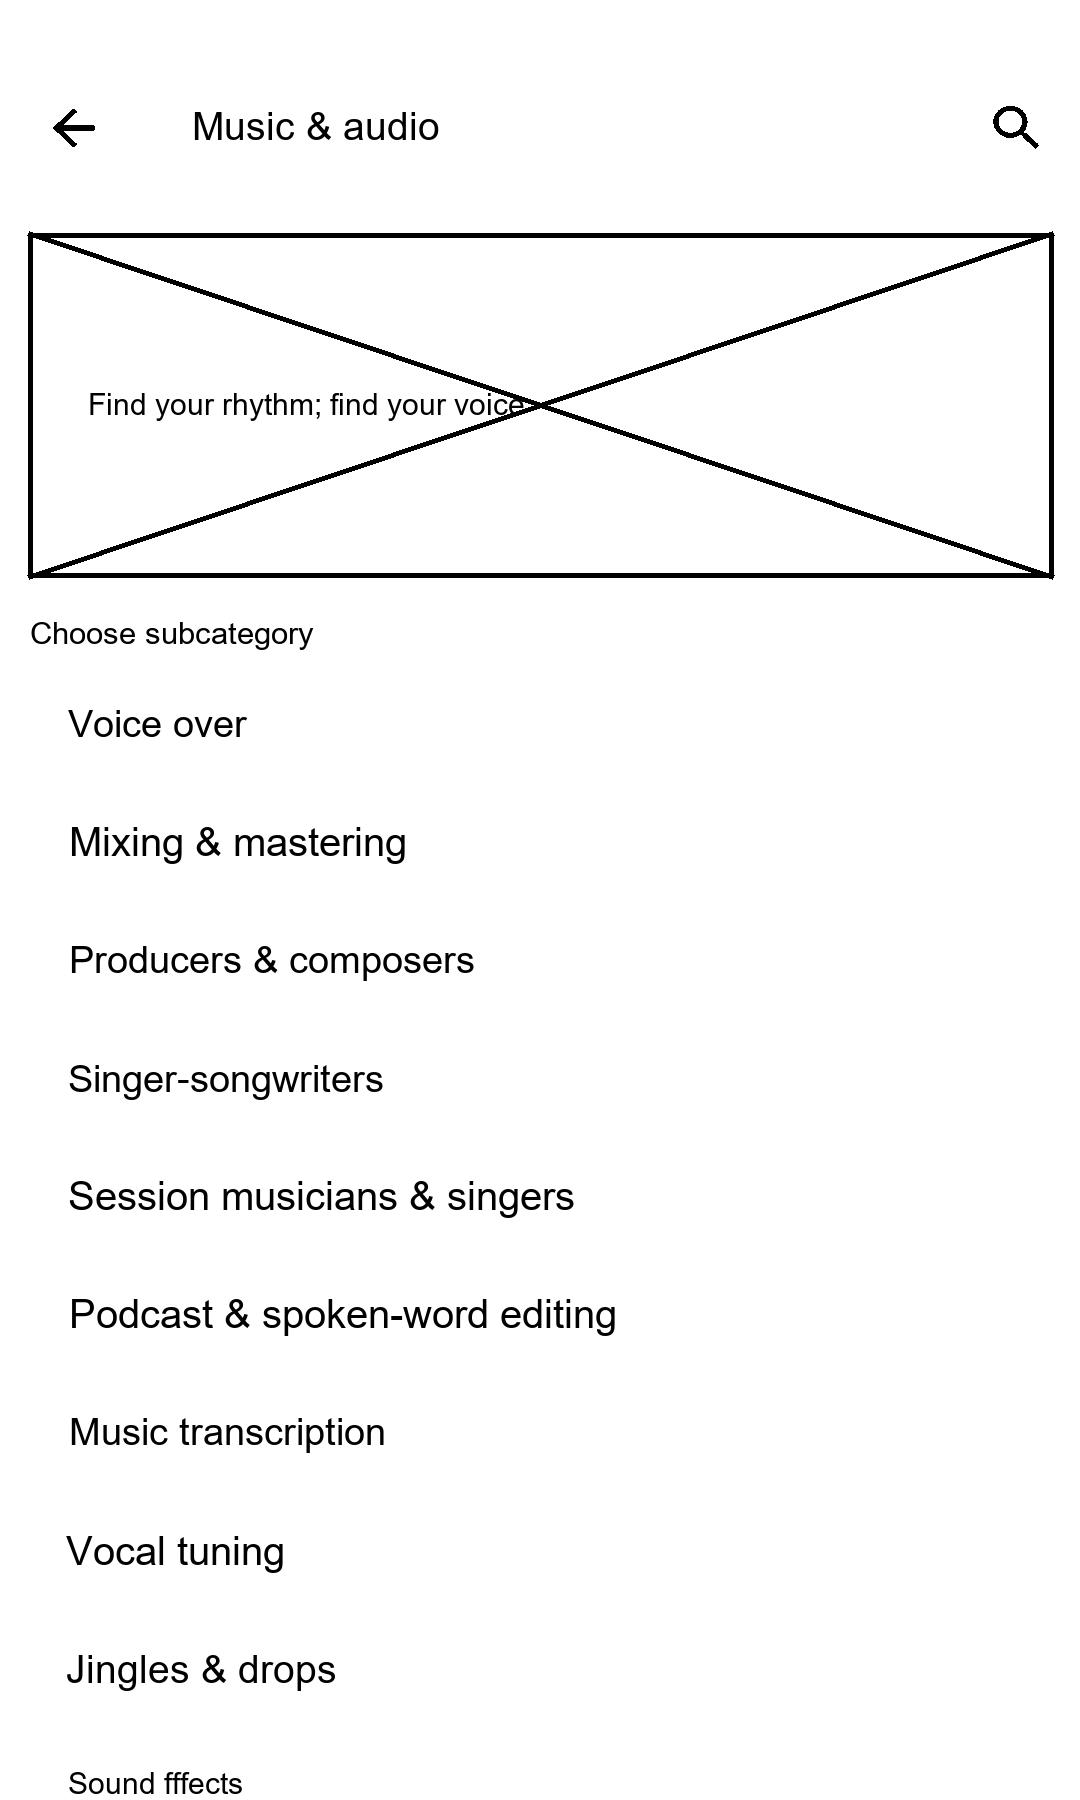 Music & audio
Find your rhythm; find your voice
Choose subcategory
Voice over
Mixing & mastering
Producers & composers
Singer-songwriters
Session musicians & singers
Podcast & spoken-word editing
Music transcription
Vocal tuning
Jingles & drops
Sound fffects